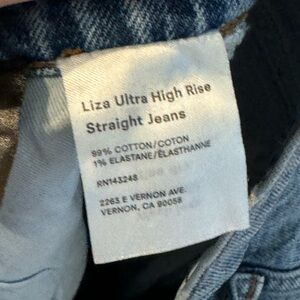 Liza Ultra High Rise
Straight Jeans
99% COTTON/COTON
1% ELASTANE/ÉLASTHANNE
RN143248
2263 E VERNON AVE.
VERNON, CA 90058